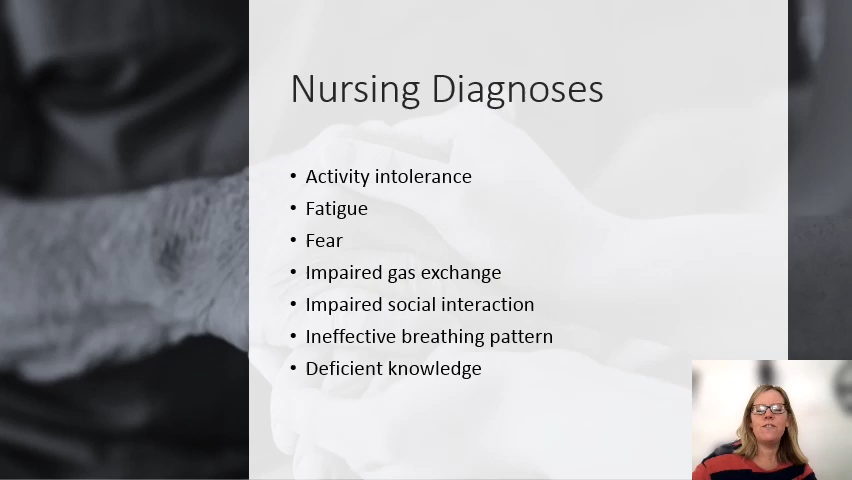 Nursing Diagnoses
• Activity intolerance
• Fatigue
• Fear
• Impaired gas exchange
• Impaired social interaction
• Ineffective breathing pattern
• Deficient knowledge